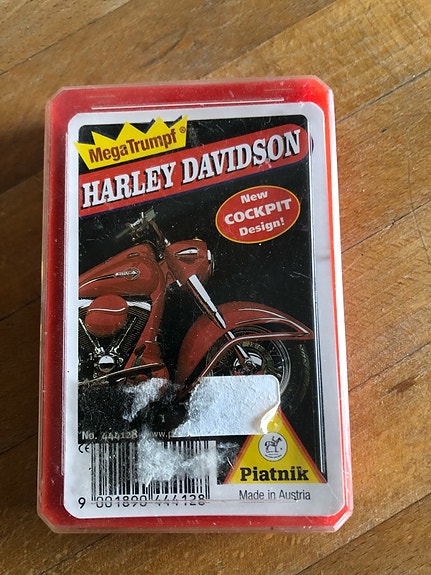 MegaTrumpf®
HARLEY DAVIDSON
New
COCKPIT
Design!
No. 444128
Piatnik
Made in Austria
9 001890 444128